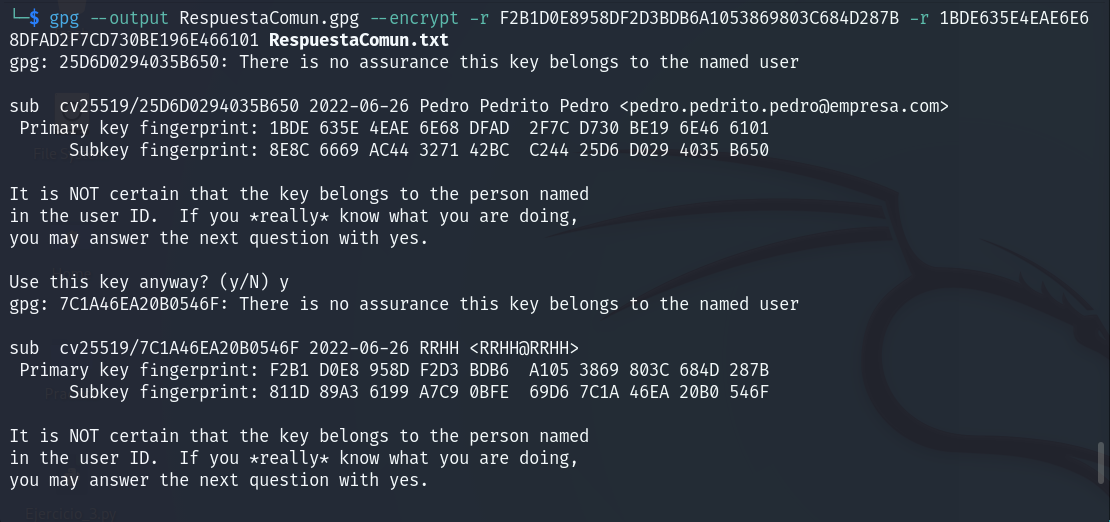 └─$ gpg --output RespuestaComun.gpg --encrypt -r F2B1D0E8958DF2D3BDB6A1053869803C684D287B -r 1BDE635E4EAE6E6
8DFAD2F7CD730BE196E466101 RespuestaComun.txt
gpg: 25D6D0294035B650: There is no assurance this key belongs to the named user

sub  cv25519/25D6D0294035B650 2022-06-26 Pedro Pedrito Pedro <pedro.pedrito.pedro@empresa.com>
 Primary key fingerprint: 1BDE 635E 4EAE 6E68 DFAD  2F7C D730 BE19 6E46 6101
      Subkey fingerprint: 8E8C 6669 AC44 3271 42BC  C244 25D6 D029 4035 B650

It is NOT certain that the key belongs to the person named
in the user ID.  If you *really* know what you are doing,
you may answer the next question with yes.

Use this key anyway? (y/N) y
gpg: 7C1A46EA20B0546F: There is no assurance this key belongs to the named user

sub  cv25519/7C1A46EA20B0546F 2022-06-26 RRHH <RRHH@RRHH>
 Primary key fingerprint: F2B1 D0E8 958D F2D3 BDB6  A105 3869 803C 684D 287B
      Subkey fingerprint: 811D 89A3 6199 A7C9 0BFE  69D6 7C1A 46EA 20B0 546F

It is NOT certain that the key belongs to the person named
in the user ID.  If you *really* know what you are doing,
you may answer the next question with yes.
Ejercicio_3.py